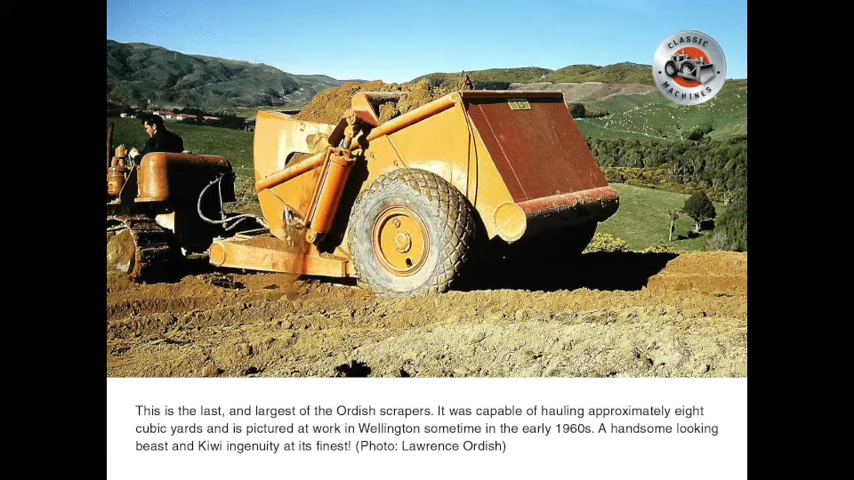 CLASSIC
MACHINES
This is the last, and largest of the Ordish scrapers. It was capable of hauling approximately eight
cubic yards and is pictured at work in Wellington sometime in the early 1960s. A handsome looking
beast and Kiwi ingenuity at its finest! (Photo: Lawrence Ordish)